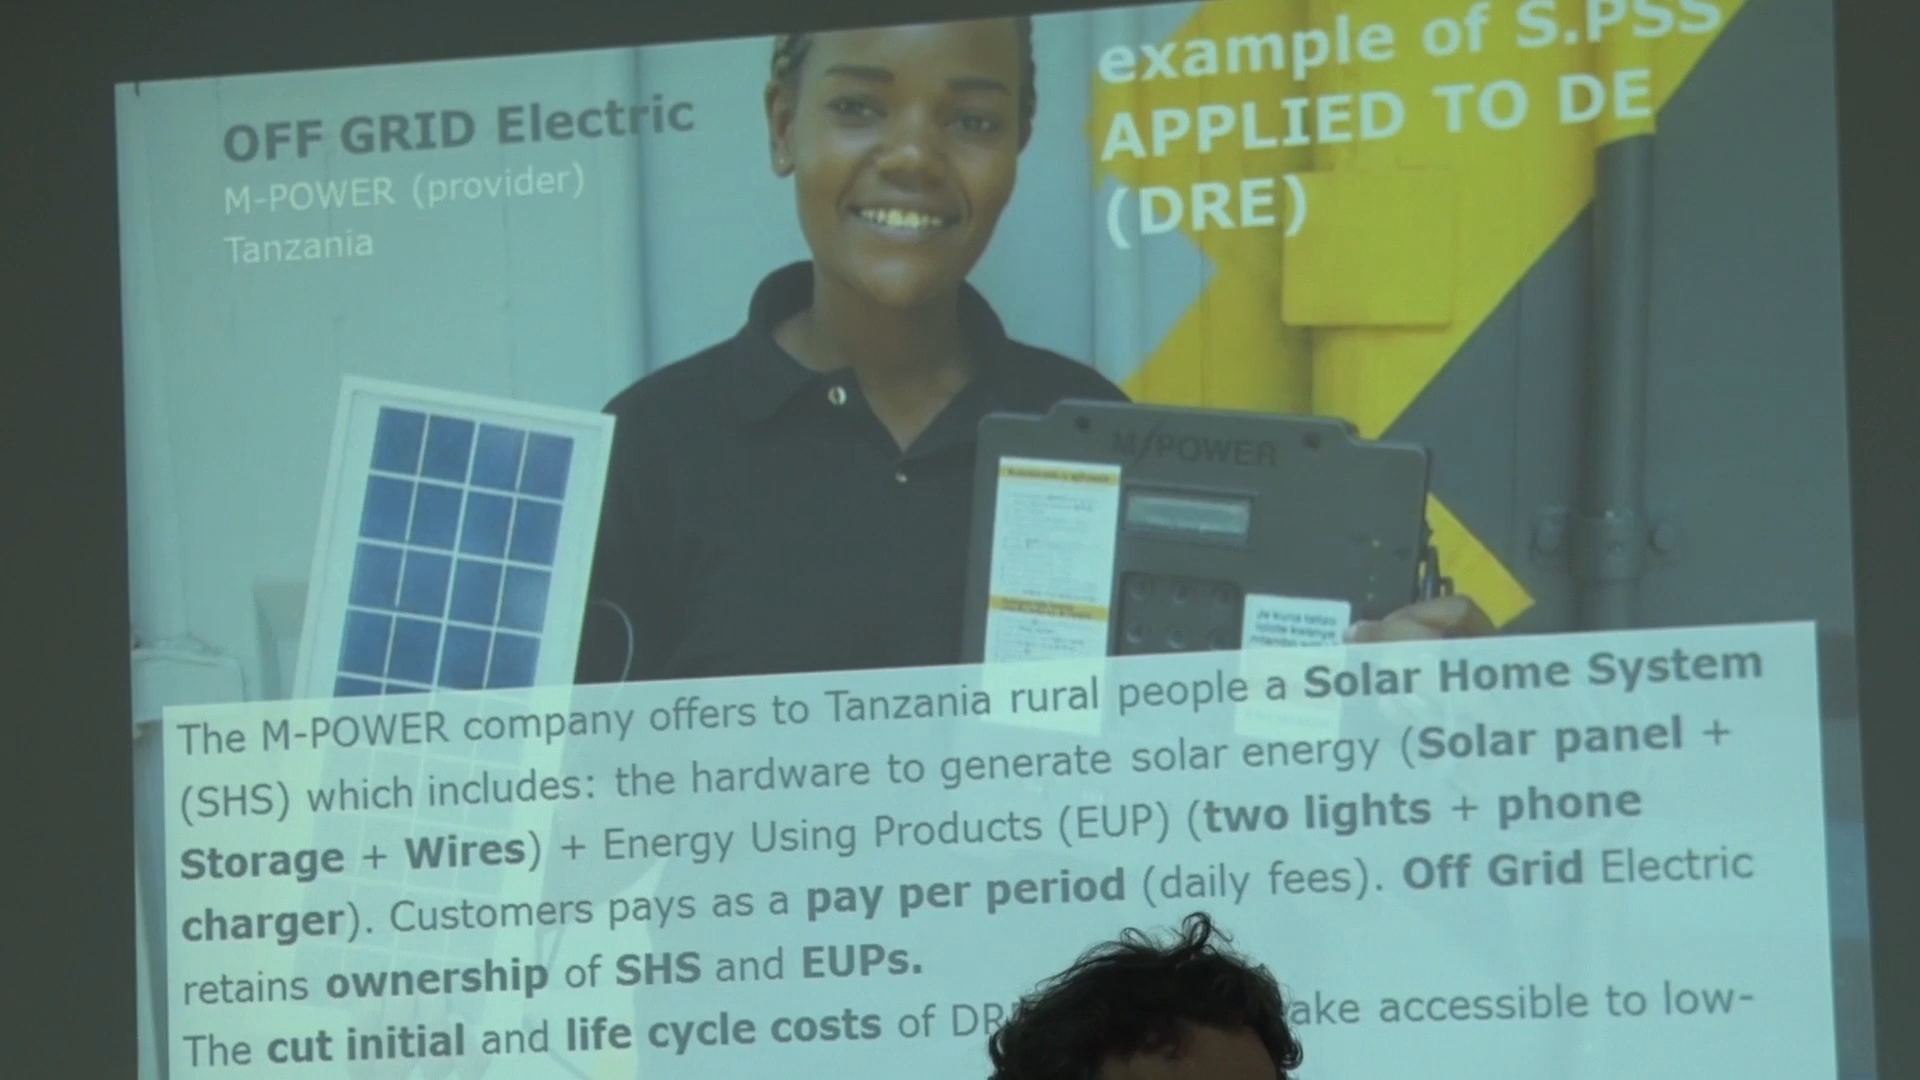 OFF GRID Electric
M-POWER (provider)
Tanzania
example of S.PSS
APPLIED TO DE
(DRE)
M POWER
The M-POWER company offers to Tanzania rural people a Solar Home System
(SHS) which includes: the hardware to generate solar energy (Solar panel +
Storage + Wires) + Energy Using Products (EUP) (two lights + phone
charger). Customers pays as a pay per period (daily fees). Off Grid Electric
retains ownership of SHS and EUPs.
The cut initial and life cycle costs of accessible to low-